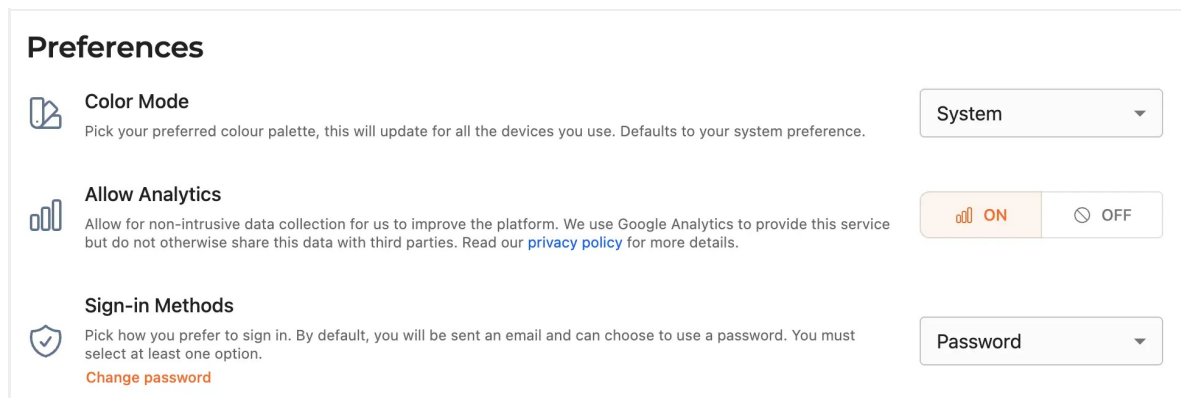 Preferences
Color Mode
Pick your preferred colour palette, this will update for all the devices you use. Defaults to your system preference.
System
Allow Analytics
Allow for non-intrusive data collection for us to improve the platform. We use Google Analytics to provide this service
but do not otherwise share this data with third parties. Read our privacy policy for more details.
ON
OFF
Sign-in Methods
Pick how you prefer to sign in. By default, you will be sent an email and can choose to use a password. You must
select at least one option.
Change password
Password